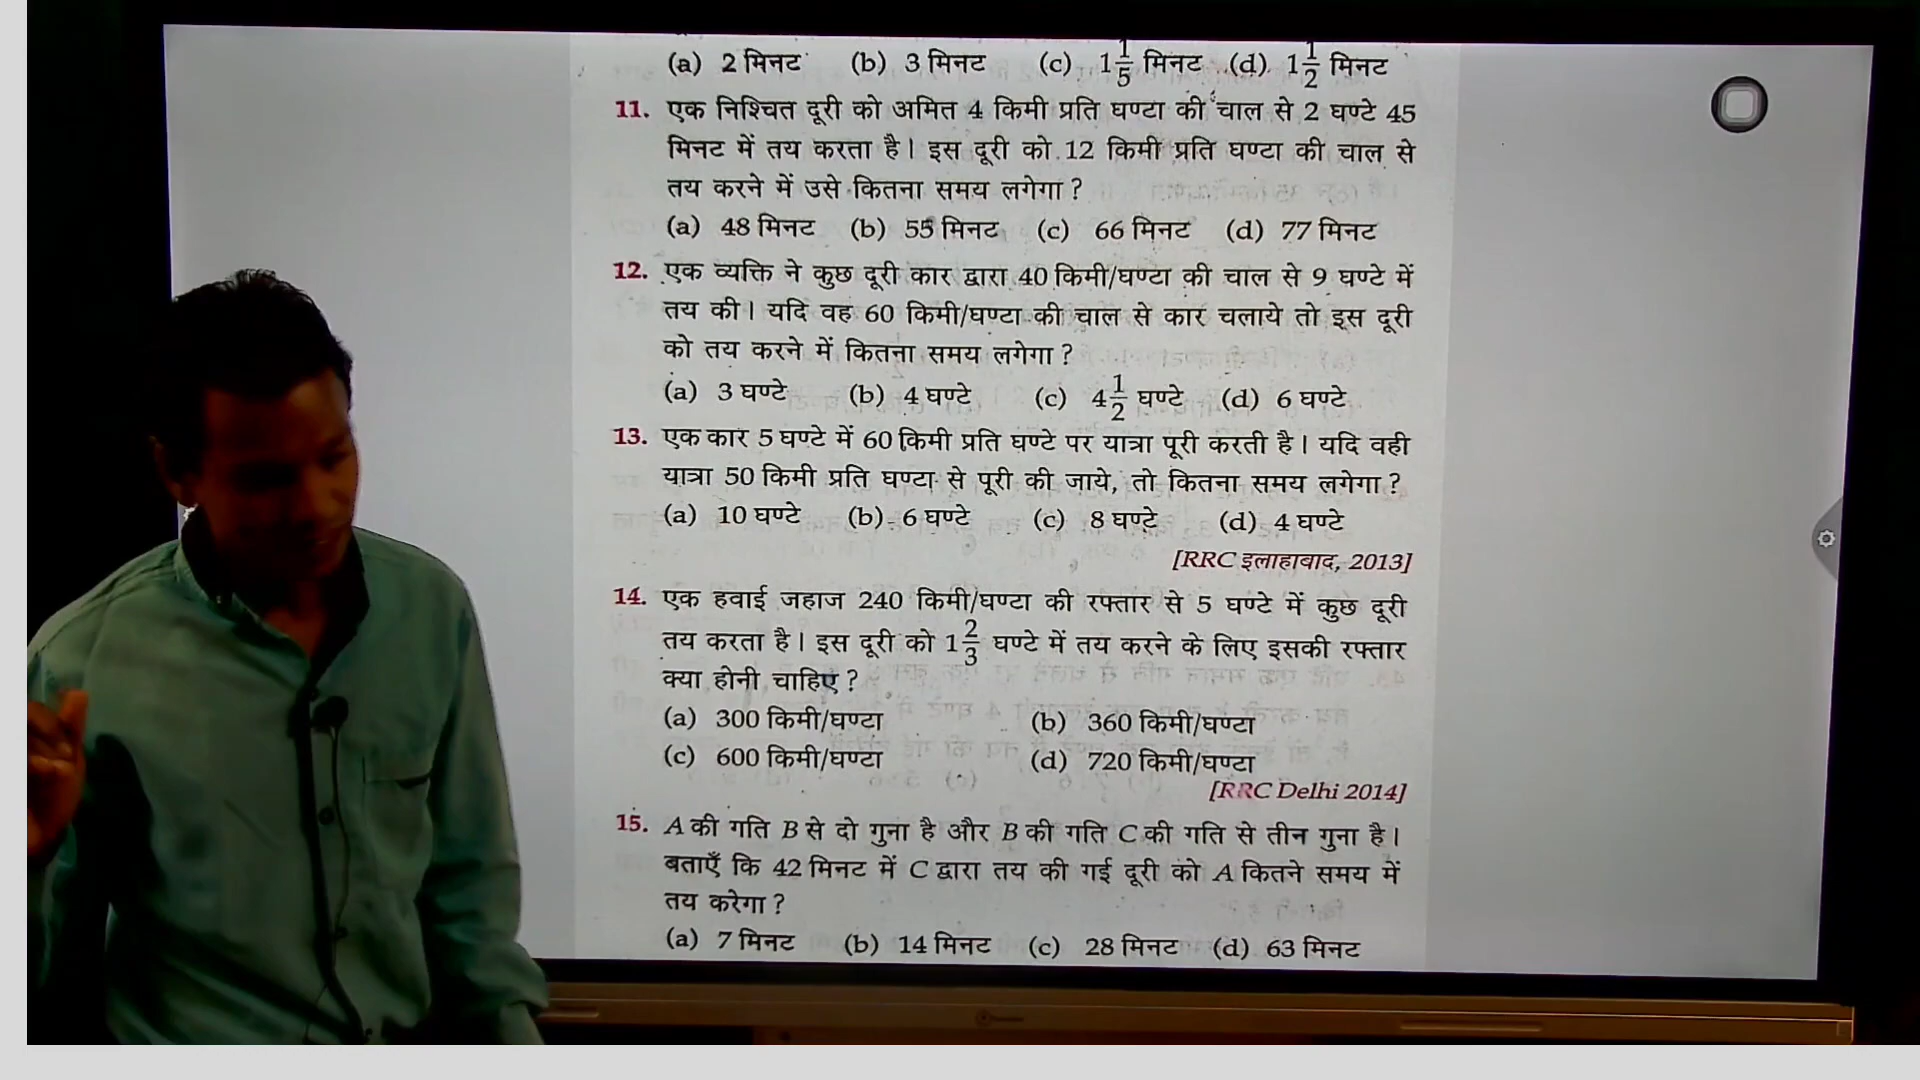 (a) 2 मिनट (b) 3 मिनट (c) 1 1/5 मिनट (d) 1 1/2 मिनट
11. एक निश्चित दूरी को अमित 4 किमी प्रति घण्टा की चाल से 2 घण्टे 45
मिनट में तय करता है। इस दूरी को 12 किमी प्रति घण्टा की चाल से
तय करने में उसे कितना समय लगेगा ?
(a) 48 मिनट (b) 55 मिनट (c) 66 मिनट (d) 77 मिनट
12. एक व्यक्ति ने कुछ दूरी कार द्वारा 40 किमी/घण्टा की चाल से 9 घण्टे में
तय की। यदि वह 60 किमी/घण्टा की चाल से कार चलाये तो इस दूरी
को तय करने में कितना समय लगेगा ?
(a) 3 घण्टे (b) 4 घण्टे (c) 4 1/2 घण्टे (d) 6 घण्टे
13. एक कार 5 घण्टे में 60 किमी प्रति घण्टे पर यात्रा पूरी करती है। यदि वही
यात्रा 50 किमी प्रति घण्टा से पूरी की जाये, तो कितना समय लगेगा ?
(a) 10 घण्टे (b) 6 घण्टे (c) 8 घण्टे (d) 4 घण्टे
[RRC इलाहाबाद, 2013]
14. एक हवाई जहाज 240 किमी/घण्टा की रफ्तार से 5 घण्टे में कुछ दूरी
तय करता है। इस दूरी को 1 2/3 घण्टे में तय करने के लिए इसकी रफ्तार
क्या होनी चाहिए ?
(a) 300 किमी/घण्टा (b) 360 किमी/घण्टा
(c) 600 किमी/घण्टा (d) 720 किमी/घण्टा
[RRC Delhi 2014]
15. A की गति B से दो गुना है और B की गति C की गति से तीन गुना है।
बताएँ कि 42 मिनट में C द्वारा तय की गई दूरी को A कितने समय में
तय करेगा ?
(a) 7 मिनट (b) 14 मिनट (c) 28 मिनट (d) 63 मिनट